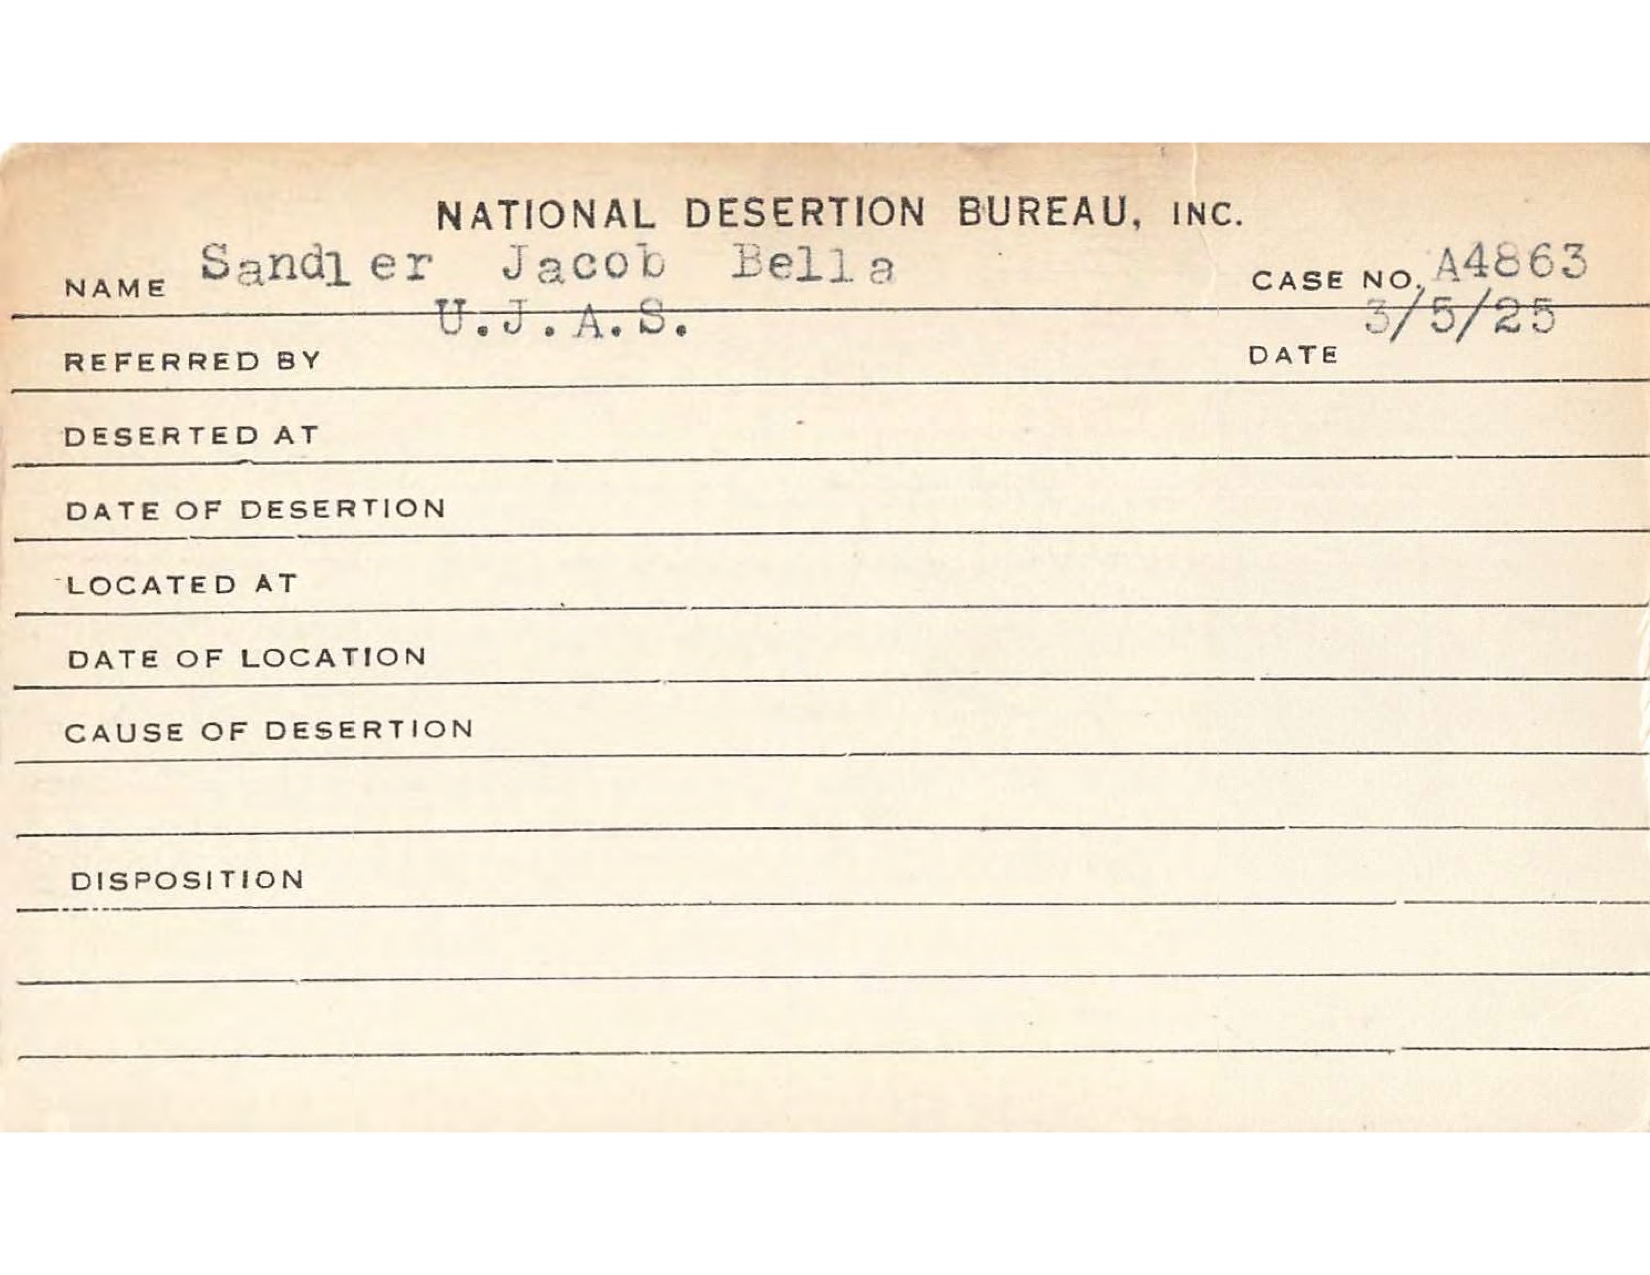 NATIONAL DESERTION BUREAU, INC.
NAME Sandler Jacob Bella CASE NO. A4863
REFERRED BY U.J.A.S. DATE 3/5/25
DESERTED AT
DATE OF DESERTION
LOCATED AT
DATE OF LOCATION
CAUSE OF DESERTION
DISPOSITION